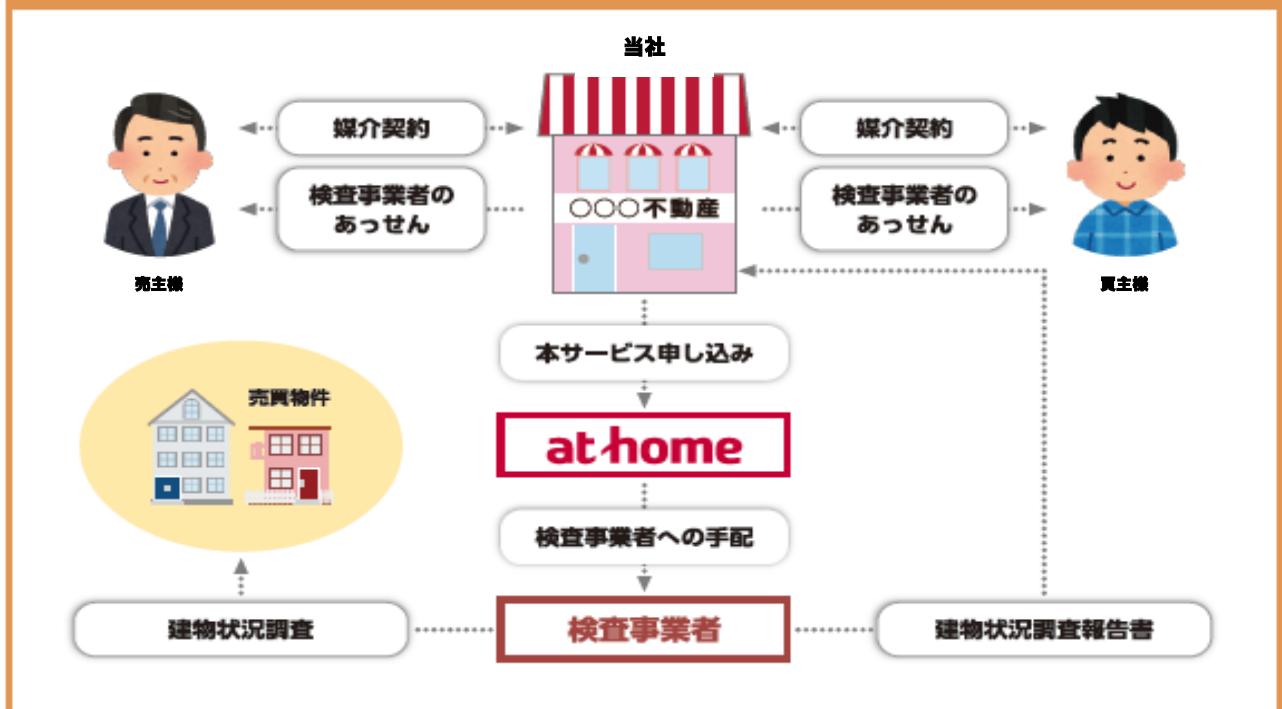 当社
媒介契約
媒介契約
検査事業者の
あっせん
検査事業者の
あっせん
〇〇〇不動産
売主様
買主様
本サービス申し込み
売買物件
at home
検査事業者への手配
建物状況調査
検査事業者
建物状況調査報告書